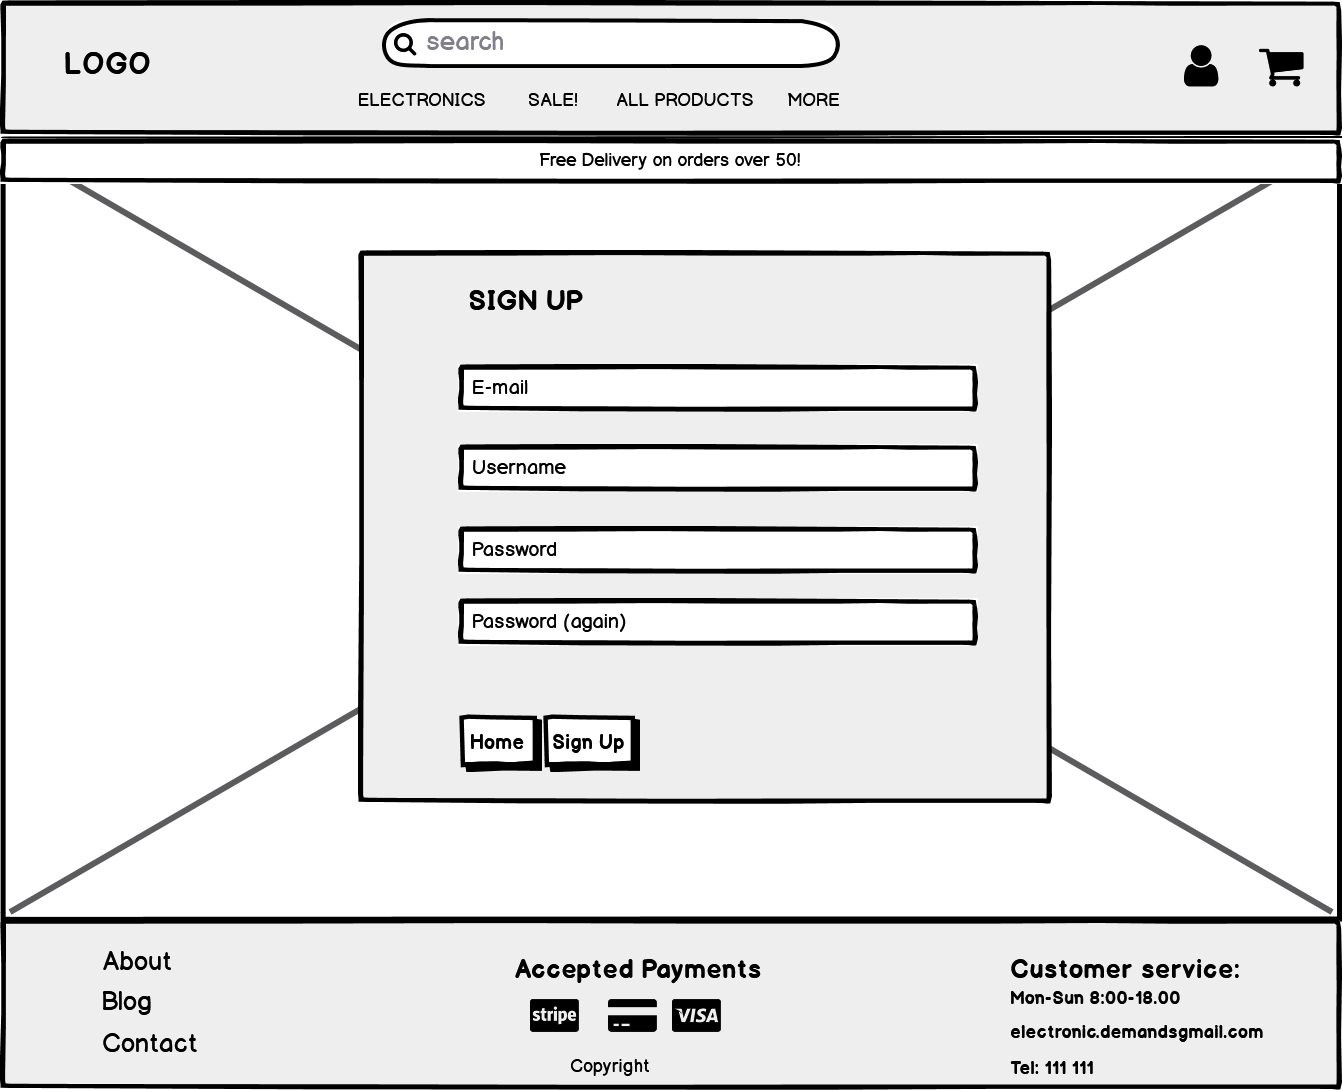 LOGO
search
ELECTRONICS SALE! ALL PRODUCTS MORE
Free Delivery on orders over 50!
SIGN UP
E-mail
Username
Password
Password (again)
Home Sign Up
About
Blog
Contact
Accepted Payments
stripe VISA
Copyright
Customer service:
Mon-Sun 8:00-18.00
electronic.demandsgmail.com
Tel: 111 111